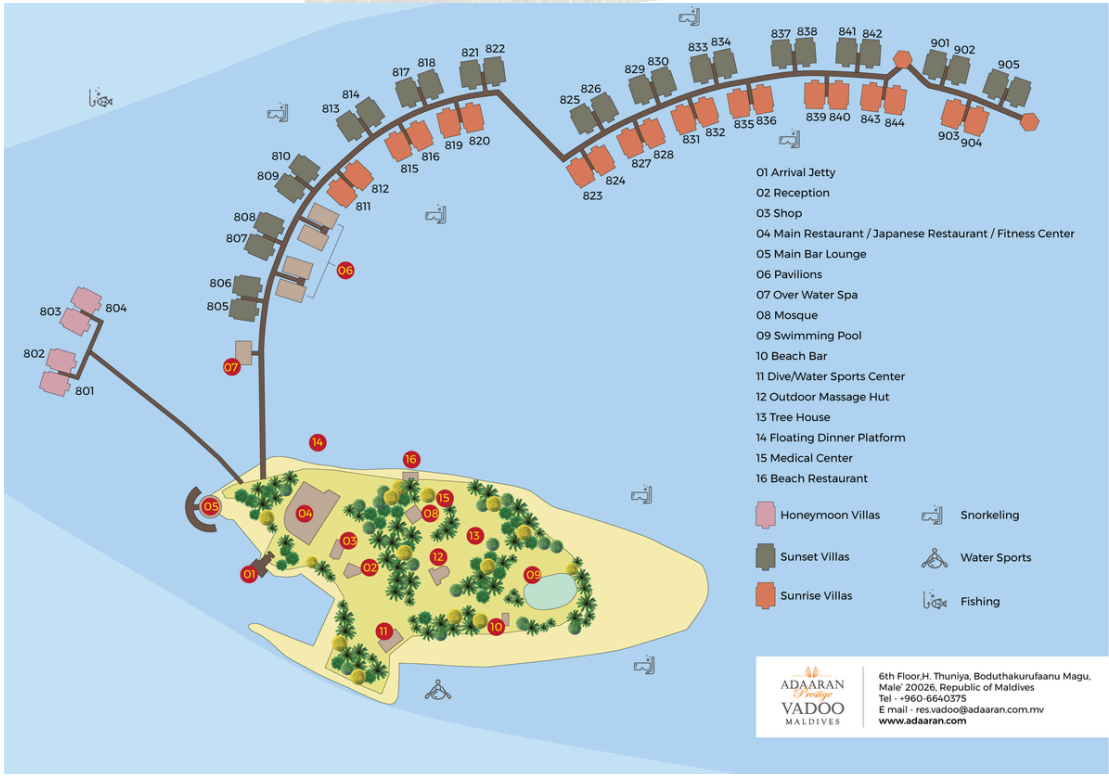 821
822
817
818
814
813
810
809
808
807
806
805
820
819
816
815
812
811
06
07
804
803
802
801
833
834
829
830
826
825
823
824
827
828
831
832
835
836
837
838
841
842
839
840
843
844
901
902
905
903
904
14
16
05
04
15
08
03
13
02
12
01
09
11
10
01 Arrival Jetty
02 Reception
03 Shop
04 Main Restaurant / Japanese Restaurant / Fitness Center
05 Main Bar Lounge
06 Pavilions
07 Over Water Spa
08 Mosque
09 Swimming Pool
10 Beach Bar
11 Dive/Water Sports Center
12 Outdoor Massage Hut
13 Tree House
14 Floating Dinner Platform
15 Medical Center
16 Beach Restaurant
Honeymoon Villas
Sunset Villas
Sunrise Villas
Snorkeling
Water Sports
Fishing
ADAARAN
Prestige
VADOO
MALDIVES
6th Floor,H. Thuniya, Boduthakurufaanu Magu,
Male' 20026, Republic of Maldives
Tel - +960-6640375
E mail - res.vadoo@adaaran.com.mv
www.adaaran.com